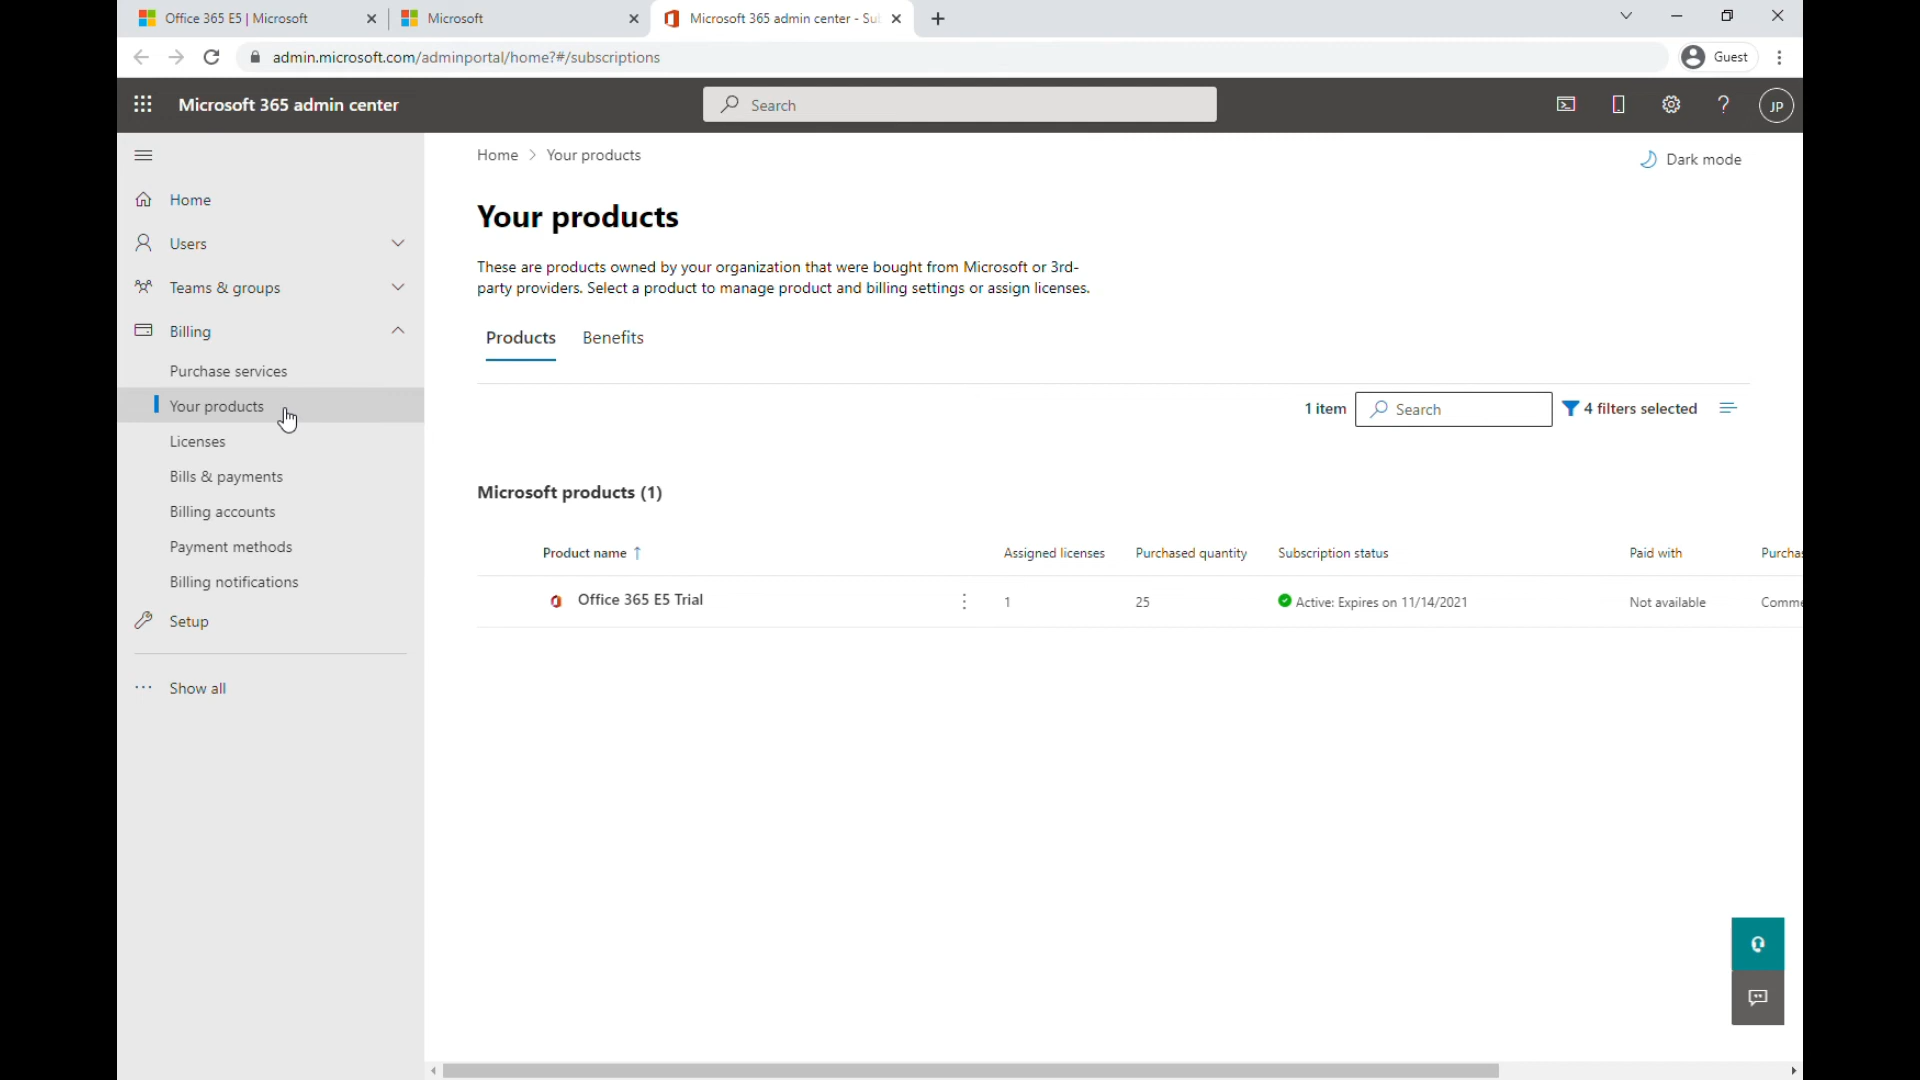 Office 365 E5 | Microsoft
Microsoft
Microsoft 365 admin center - Su
admin.microsoft.com/adminportal/home?#/subscriptions
Guest
Microsoft 365 admin center
Search
JP
Home
Users
Teams & groups
Billing
Purchase services
Your products
Licenses
Bills & payments
Billing accounts
Payment methods
Billing notifications
Setup
Show all
Home > Your products
Dark mode
Your products
These are products owned by your organization that were bought from Microsoft or 3rd-
party providers. Select a product to manage product and billing settings or assign licenses.
Products Benefits
1 item
Search
4 filters selected
Microsoft products (1)
Product name ↑ Assigned licenses Purchased quantity Subscription status Paid with Purcha
Office 365 E5 Trial 1 25 Active: Expires on 11/14/2021 Not available Comme